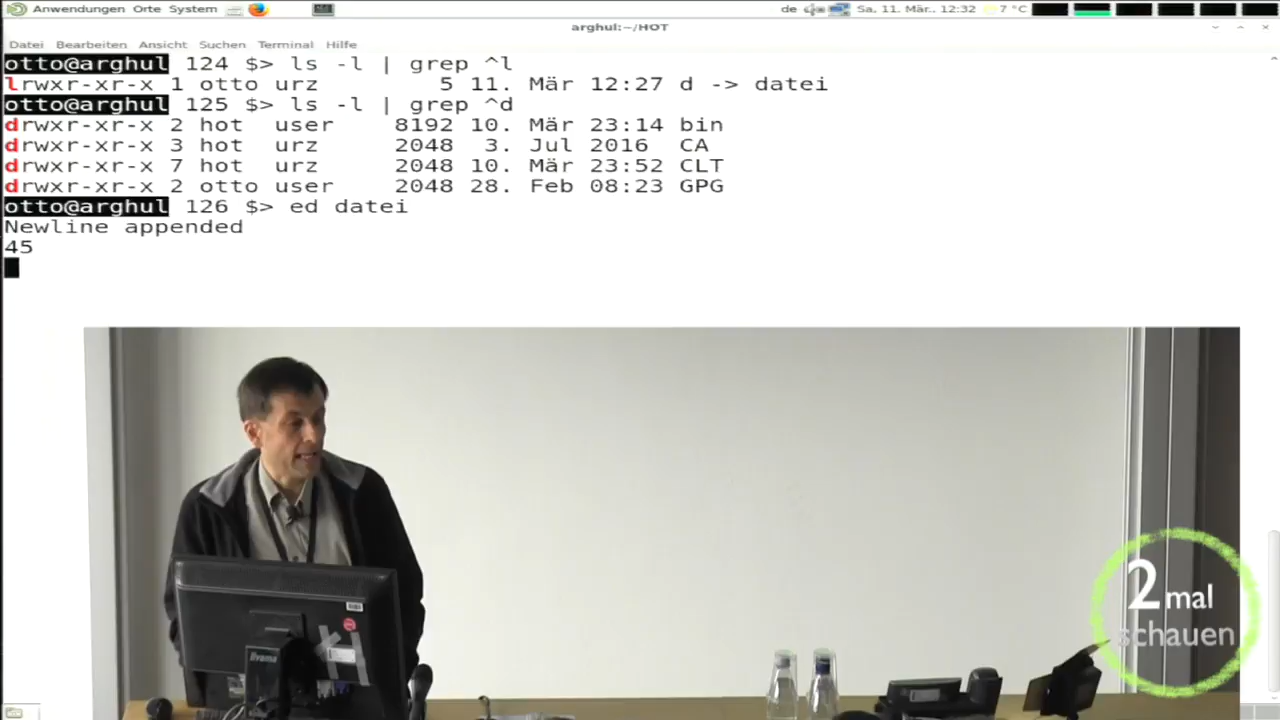 Anwendungen Orte System
de
Sa. 11. Mär.. 12:32
7 °C
arghul:~/HOT
Datei Bearbeiten Ansicht Suchen Terminal Hilfe
otto@arghul 124 $> ls -l | grep ^l
lrwxr-xr-x 1 otto urz 5 11. Mär 12:27 d -> datei
otto@arghul 125 $> ls -l | grep ^d
drwxr-xr-x 2 hot user 8192 10. Mär 23:14 bin
drwxr-xr-x 3 hot urz 2048 3. Jul 2016 CA
drwxr-xr-x 7 hot urz 2048 10. Mär 23:52 CLT
drwxr-xr-x 2 otto user 2048 28. Feb 08:23 GPG
otto@arghul 126 $> ed datei
Newline appended
45
iiyama
2mal
schauen